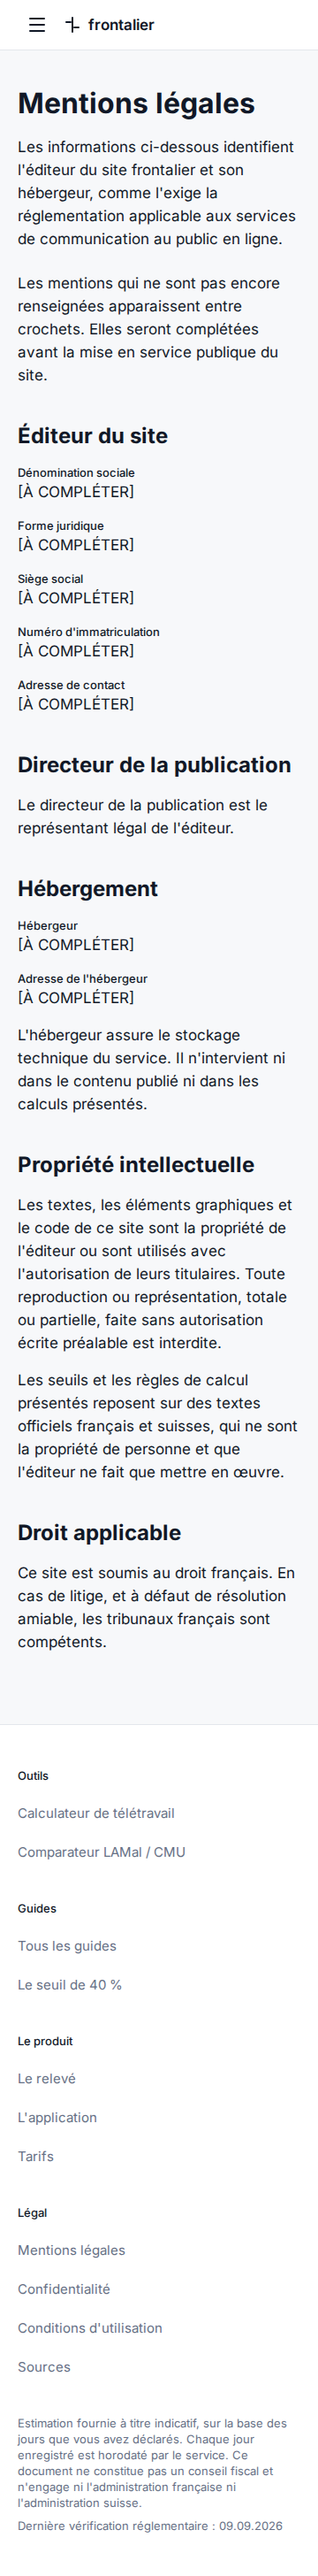 frontalier
Mentions légales
Les informations ci-dessous identifient
l'éditeur du site frontalier et son
hébergeur, comme l'exige la
réglementation applicable aux services
de communication au public en ligne.
Les mentions qui ne sont pas encore
renseignées apparaissent entre
crochets. Elles seront complétées
avant la mise en service publique du
site.
Éditeur du site
Dénomination sociale
[À COMPLÉTER]
Forme juridique
[À COMPLÉTER]
Siège social
[À COMPLÉTER]
Numéro d'immatriculation
[À COMPLÉTER]
Adresse de contact
[À COMPLÉTER]
Directeur de la publication
Le directeur de la publication est le
représentant légal de l'éditeur.
Hébergement
Hébergeur
[À COMPLÉTER]
Adresse de l'hébergeur
[À COMPLÉTER]
L'hébergeur assure le stockage
technique du service. Il n'intervient ni
dans le contenu publié ni dans les
calculs présentés.
Propriété intellectuelle
Les textes, les éléments graphiques et
le code de ce site sont la propriété de
l'éditeur ou sont utilisés avec
l'autorisation de leurs titulaires. Toute
reproduction ou représentation, totale
ou partielle, faite sans autorisation
écrite préalable est interdite.
Les seuils et les règles de calcul
présentés reposent sur des textes
officiels français et suisses, qui ne sont
la propriété de personne et que
l'éditeur ne fait que mettre en œuvre.
Droit applicable
Ce site est soumis au droit français. En
cas de litige, et à défaut de résolution
amiable, les tribunaux français sont
compétents.
Outils
Calculateur de télétravail
Comparateur LAMal / CMU
Guides
Tous les guides
Le seuil de 40 %
Le produit
Le relevé
L'application
Tarifs
Légal
Mentions légales
Confidentialité
Conditions d'utilisation
Sources
Estimation fournie à titre indicatif, sur la base des
jours que vous avez déclarés. Chaque jour
enregistré est horodaté par le service. Ce
document ne constitue pas un conseil fiscal et
n'engage ni l'administration française ni
l'administration suisse.
Dernière vérification réglementaire : 09.09.2026